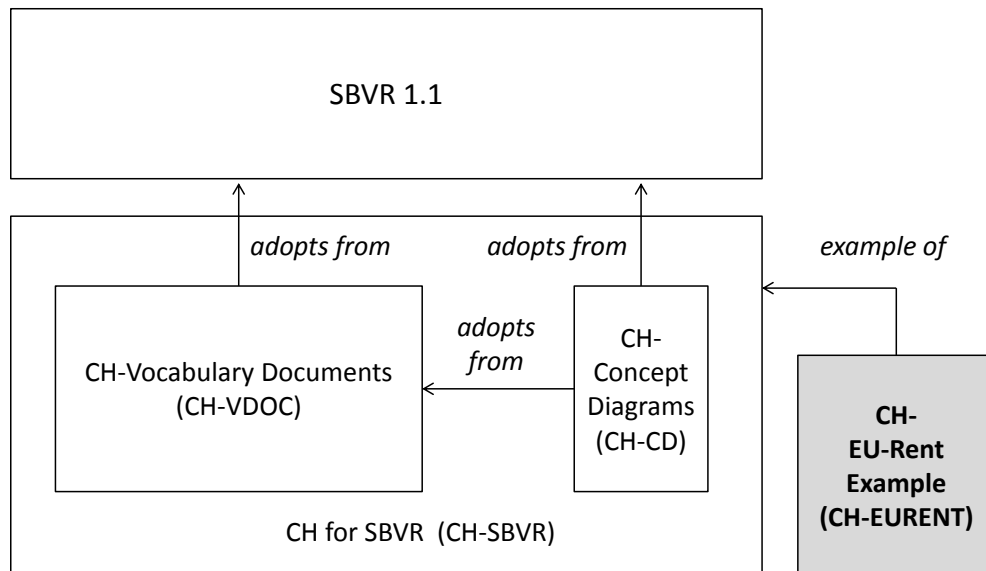 SBVR 1.1
adopts from
adopts from
example of
adopts
from
CH-Vocabulary Documents
(CH-VDOC)
CH-
Concept
Diagrams
(CH-CD)
CH-
EU-Rent
Example
(CH-EURENT)
CH for SBVR (CH-SBVR)